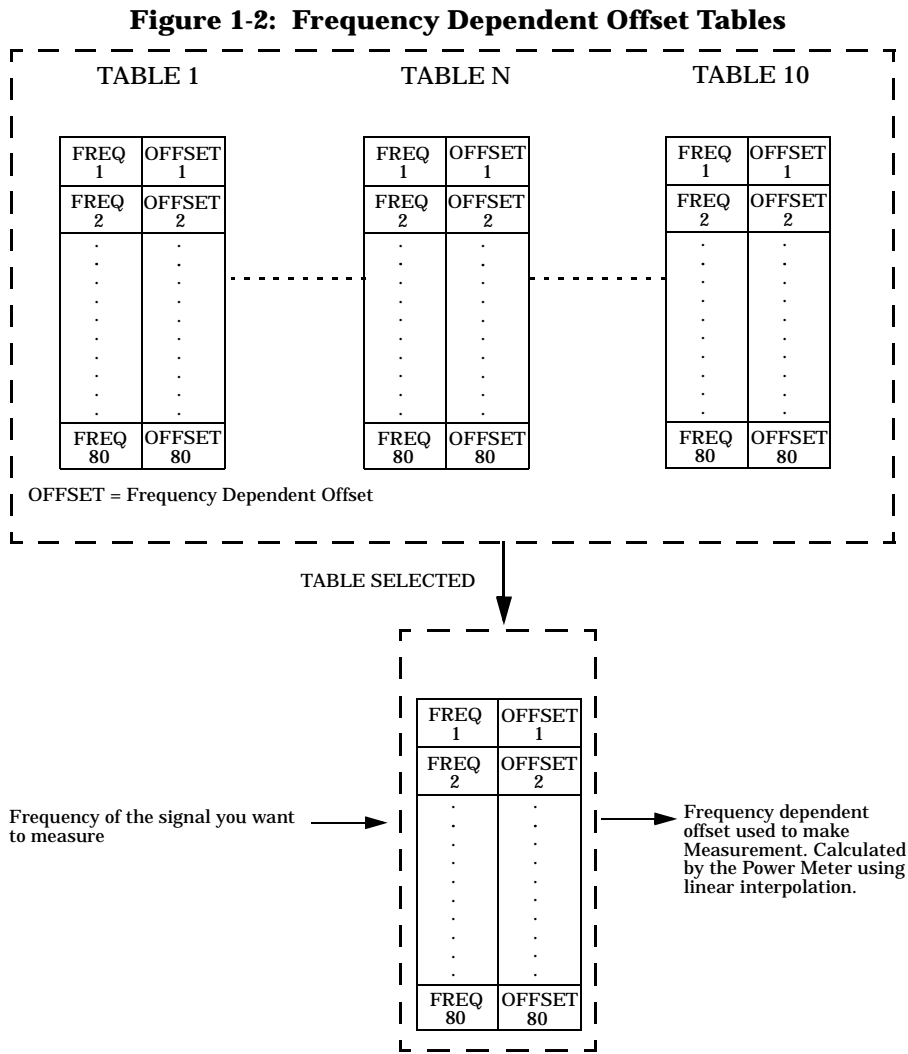 Figure 1-2: Frequency Dependent Offset Tables
TABLE 1
TABLE N
TABLE 10
FREQ 1
OFFSET 1
FREQ 2
OFFSET 2
FREQ 80
OFFSET 80
FREQ 1
OFFSET 1
FREQ 2
OFFSET 2
FREQ 80
OFFSET 80
FREQ 1
OFFSET 1
FREQ 2
OFFSET 2
FREQ 80
OFFSET 80
OFFSET = Frequency Dependent Offset
TABLE SELECTED
FREQ 1
OFFSET 1
FREQ 2
OFFSET 2
FREQ 80
OFFSET 80
Frequency of the signal you want
to measure
Frequency dependent
offset used to make
Measurement. Calculated
by the Power Meter using
linear interpolation.